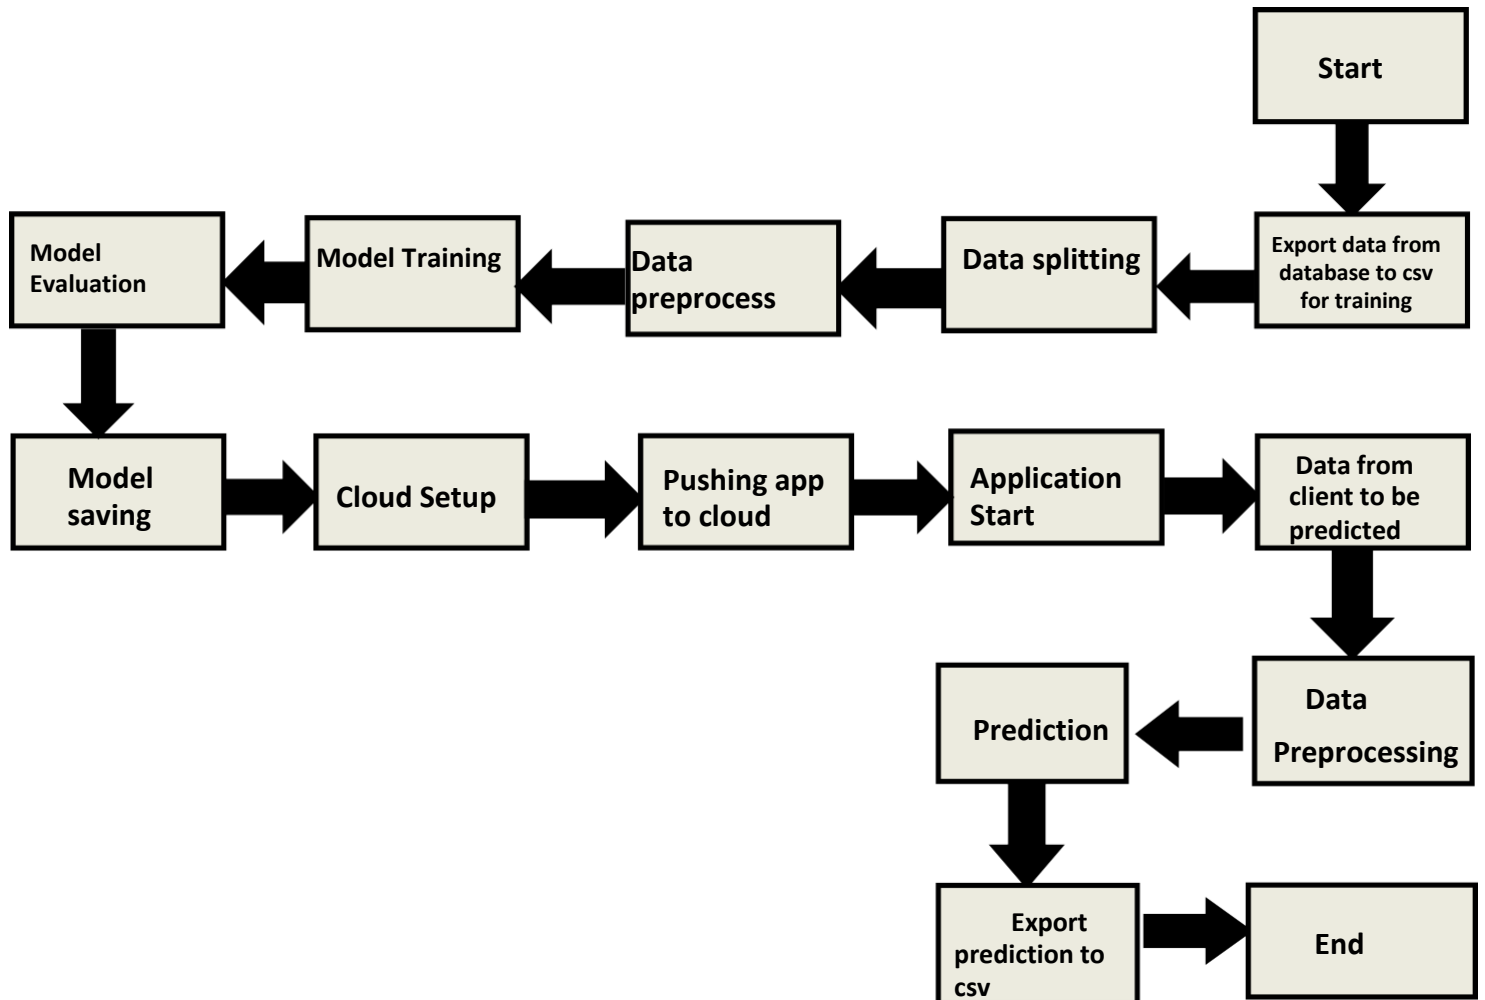 Start
Export data from
database to csv
for training
Data splitting
Data
preprocess
Model Training
Model
Evaluation
Model
saving
Cloud Setup
Pushing app
to cloud
Application
Start
Data from
client to be
predicted
Data
Preprocessing
Prediction
Export
prediction to
csv
End